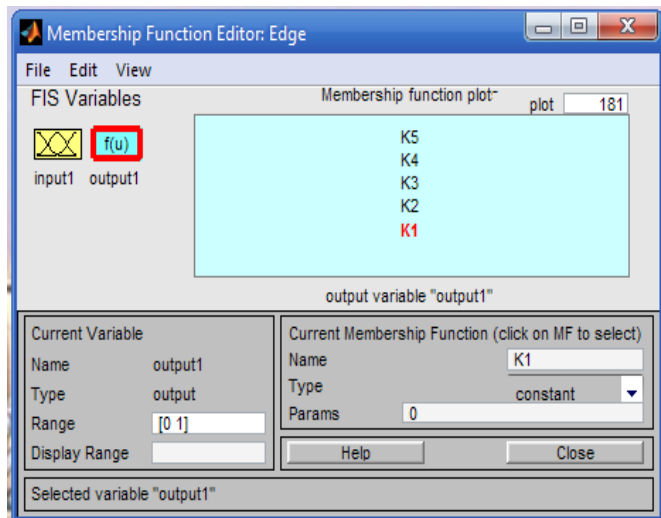 Membership Function Editor: Edge
File Edit View
FIS Variables
Membership function plot-
plot 181
f(u)
input1 output1
K5
K4
K3
K2
K1
output variable "output1"
Current Variable
Name output1
Type output
Range [0 1]
Display Range
Current Membership Function (click on MF to select)
Name K1
Type constant
Params 0
Help Close
Selected variable "output1"